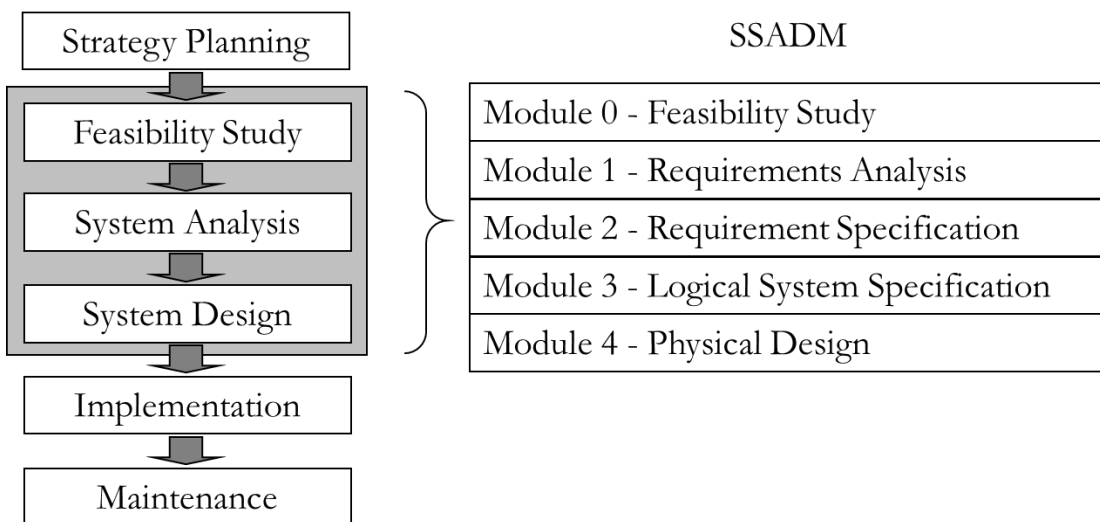 Strategy Planning
Feasibility Study
System Analysis
System Design
Implementation
Maintenance
SSADM
Module 0 - Feasibility Study
Module 1 - Requirements Analysis
Module 2 - Requirement Specification
Module 3 - Logical System Specification
Module 4 - Physical Design